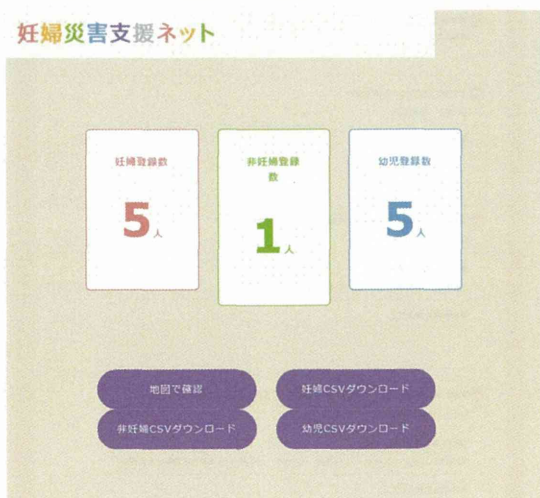 妊婦災害支援ネット
妊婦登録数
5人
非妊婦登録
数
1人
幼児登録数
5人
地図で確認
妊婦CSVダウンロード
非妊婦CSVダウンロード
幼児CSVダウンロード